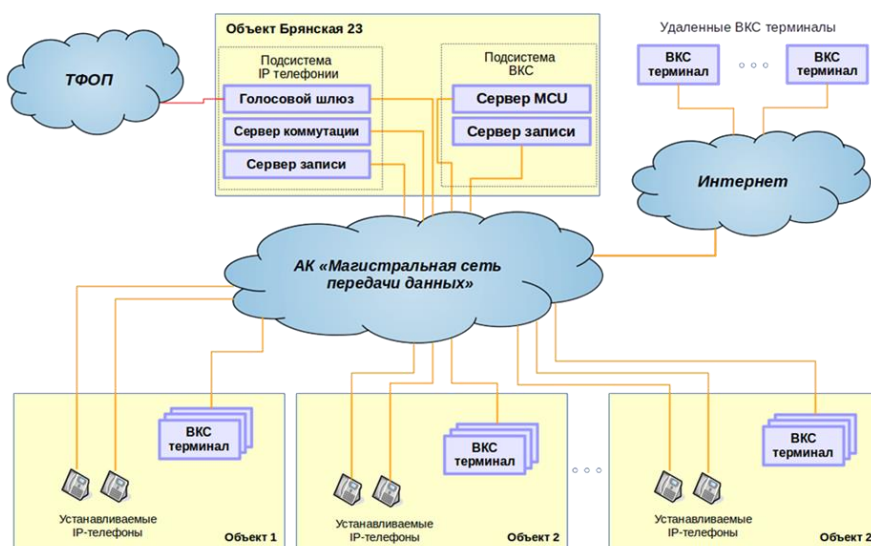 Объект Брянская 23
Удаленные ВКС терминалы
ТФОП
Подсистема
IP телефонии
Голосовой шлюз
Сервер коммутации
Сервер записи
Подсистема
ВКС
Сервер MCU
Сервер записи
ВКС
терминал
ВКС
терминал
Интернет
АК «Магистральная сеть
передачи данных»
ВКС
терминал
Устанавливаемые
IP-телефоны
Объект 1
ВКС
терминал
Устанавливаемые
IP-телефоны
Объект 2
ВКС
терминал
Устанавливаемые
IP-телефоны